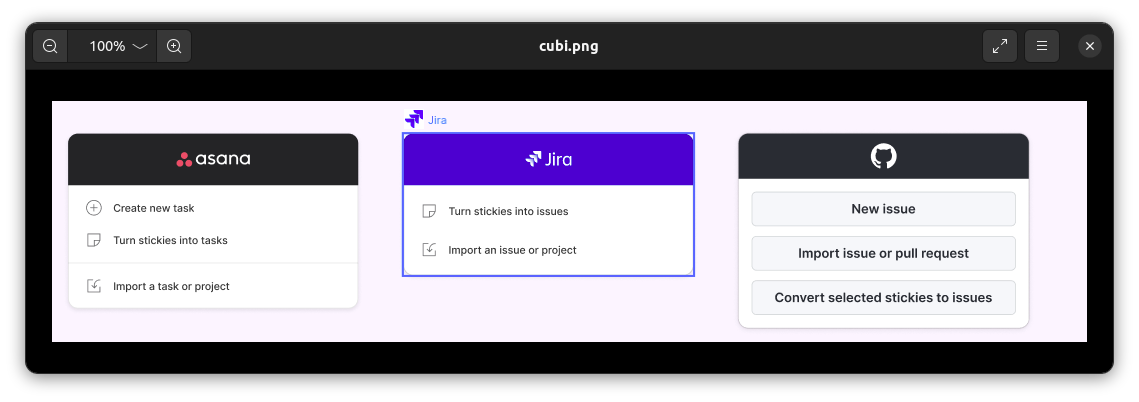 100%
cubi.png
asana
Create new task
Turn stickies into tasks
Import a task or project
Jira
Jira
Turn stickies into issues
Import an issue or project
New issue
Import issue or pull request
Convert selected stickies to issues